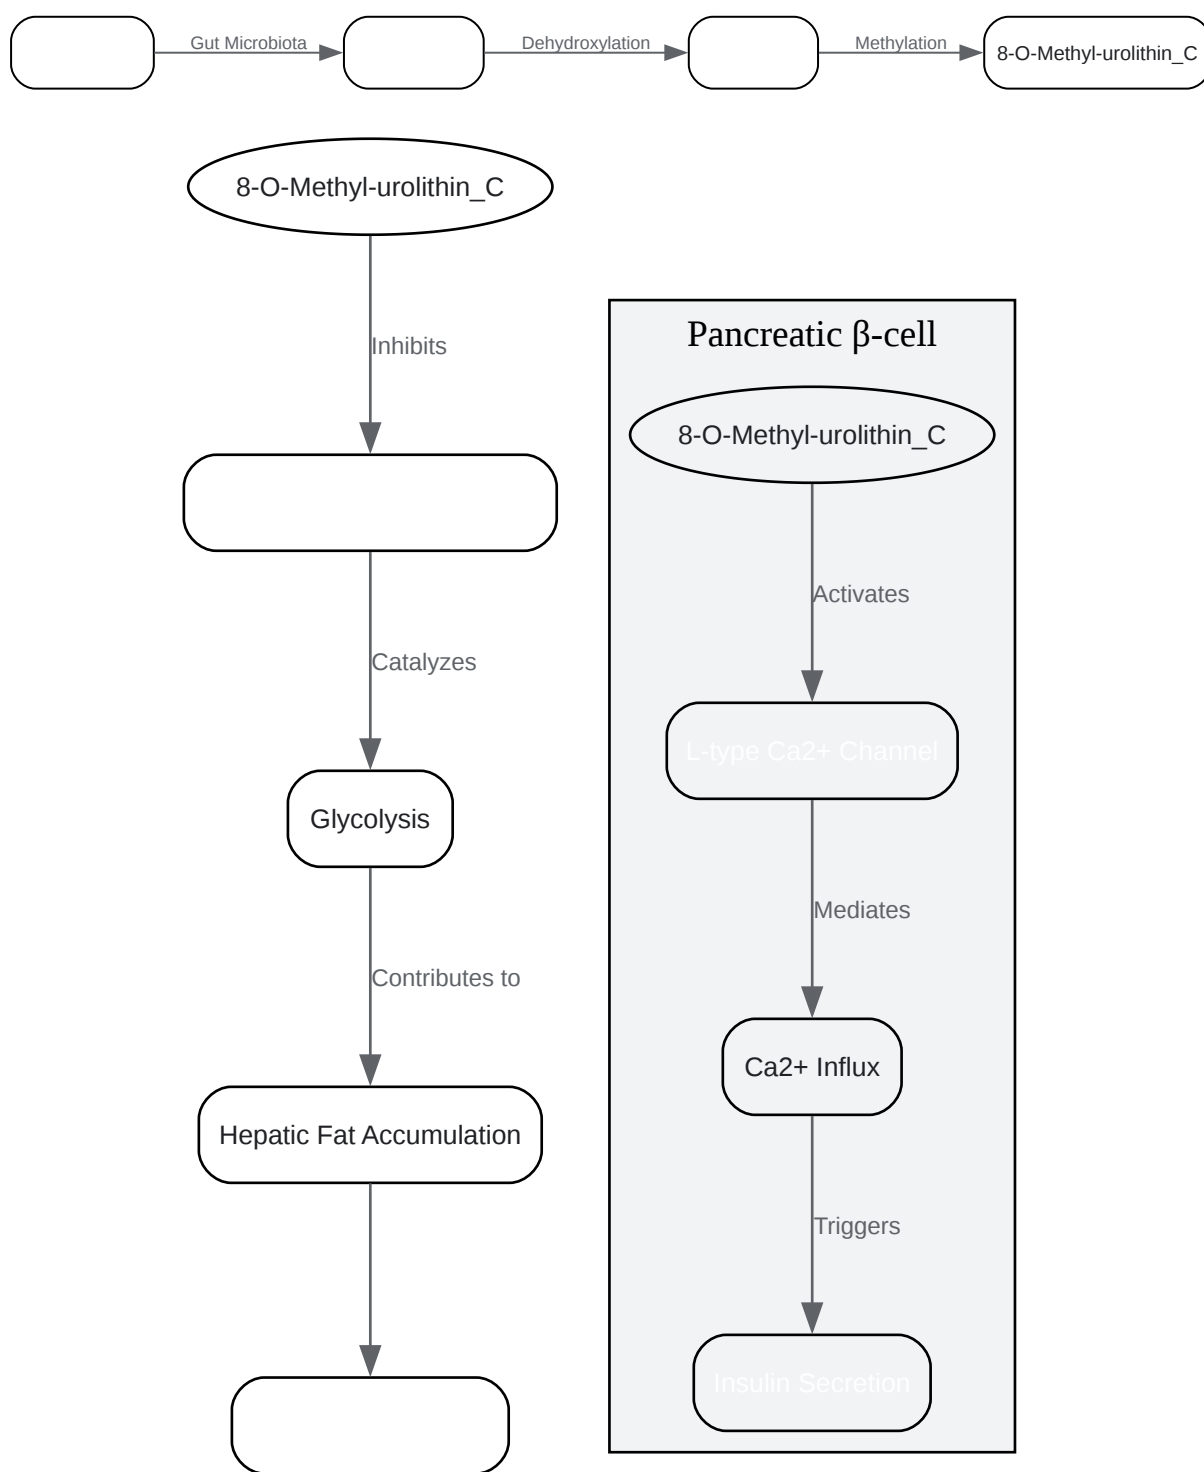 Gut Microbiota
Dehydroxylation
Methylation
8-O-Methyl-urolithin_C
8-O-Methyl-urolithin_C
Inhibits
Catalyzes
Glycolysis
Contributes to
Hepatic Fat Accumulation
Pancreatic β-cell
8-O-Methyl-urolithin_C
Activates
L-type Ca2+ Channel
Mediates
Ca2+ Influx
Triggers
Insulin Secretion